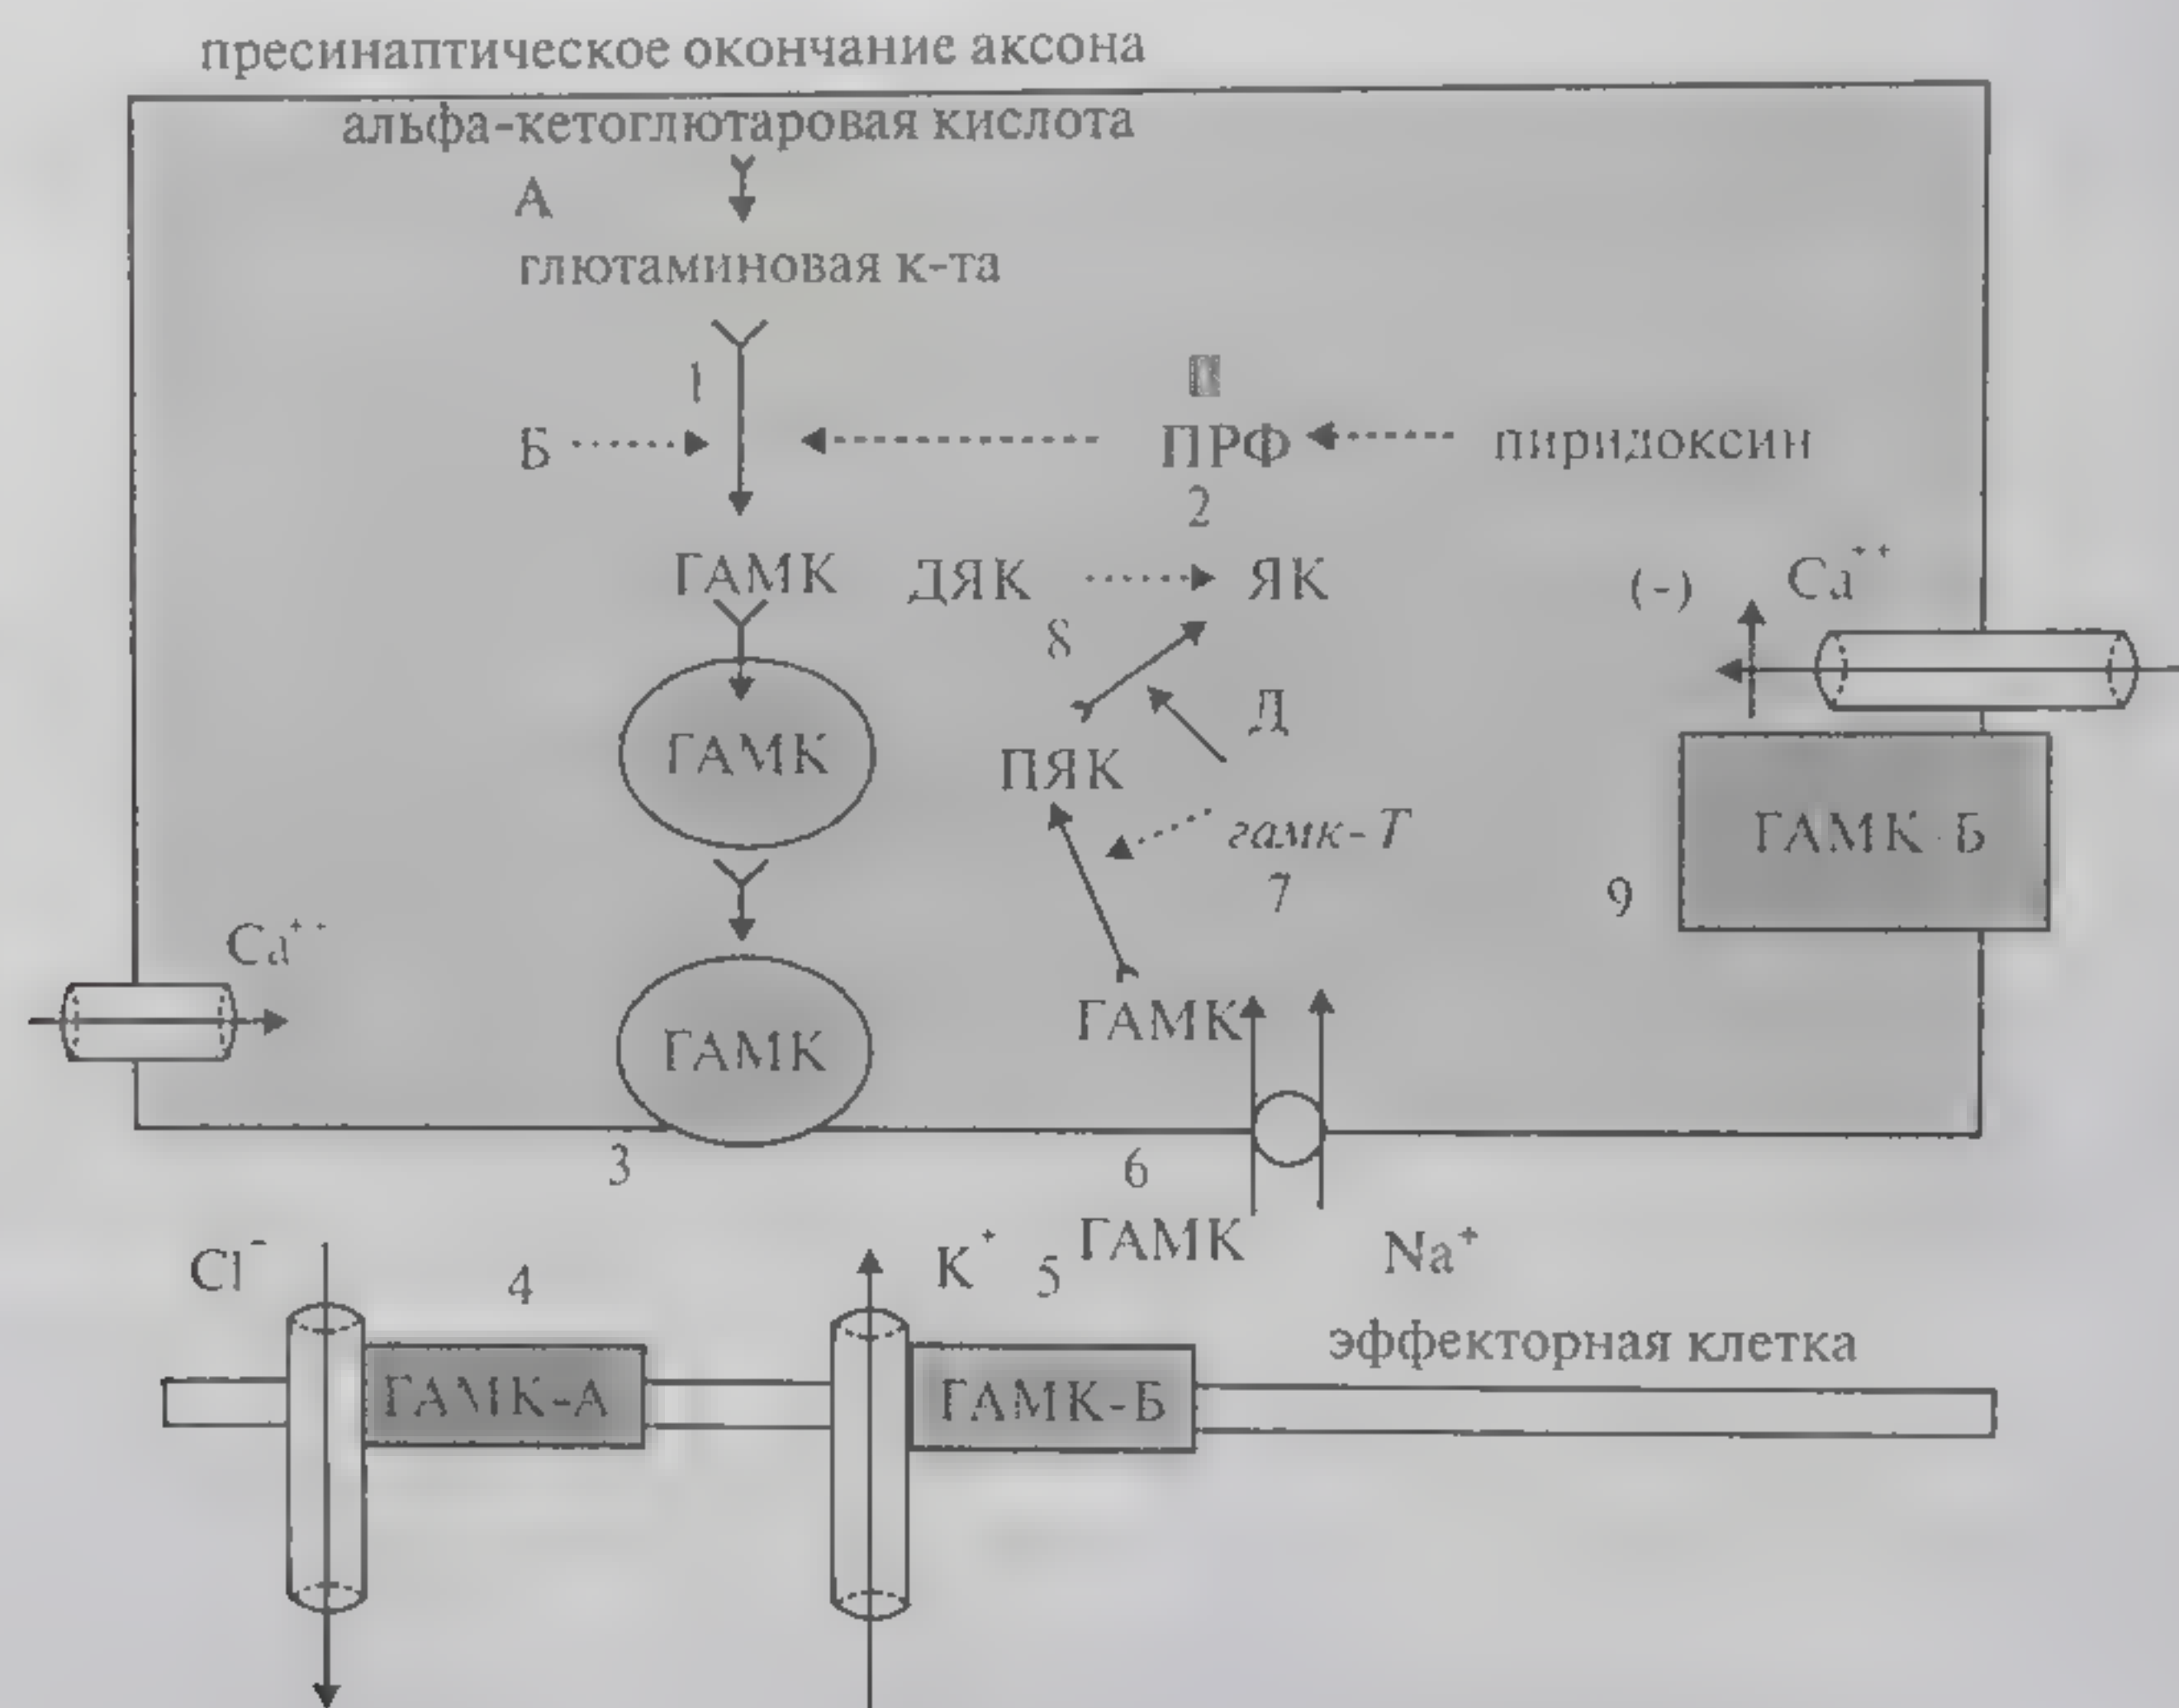 пресинаптическое окончание аксона
альфа-кетоглютаровая кислота
А
глютаминовая к-та
1
Б
ПРФ
пиридоксин
2
ГАМК
ДЯК
ЯК
(-)
Ca++
8
Д
ГАМК
ПЯК
гамк-Т
ГАМК-Б
7
9
Ca++
ГАМК
ГАМК
3
6
ГАМК
Cl-
4
K+
5
Na+
эффекторная клетка
ГАМК-А
ГАМК-Б